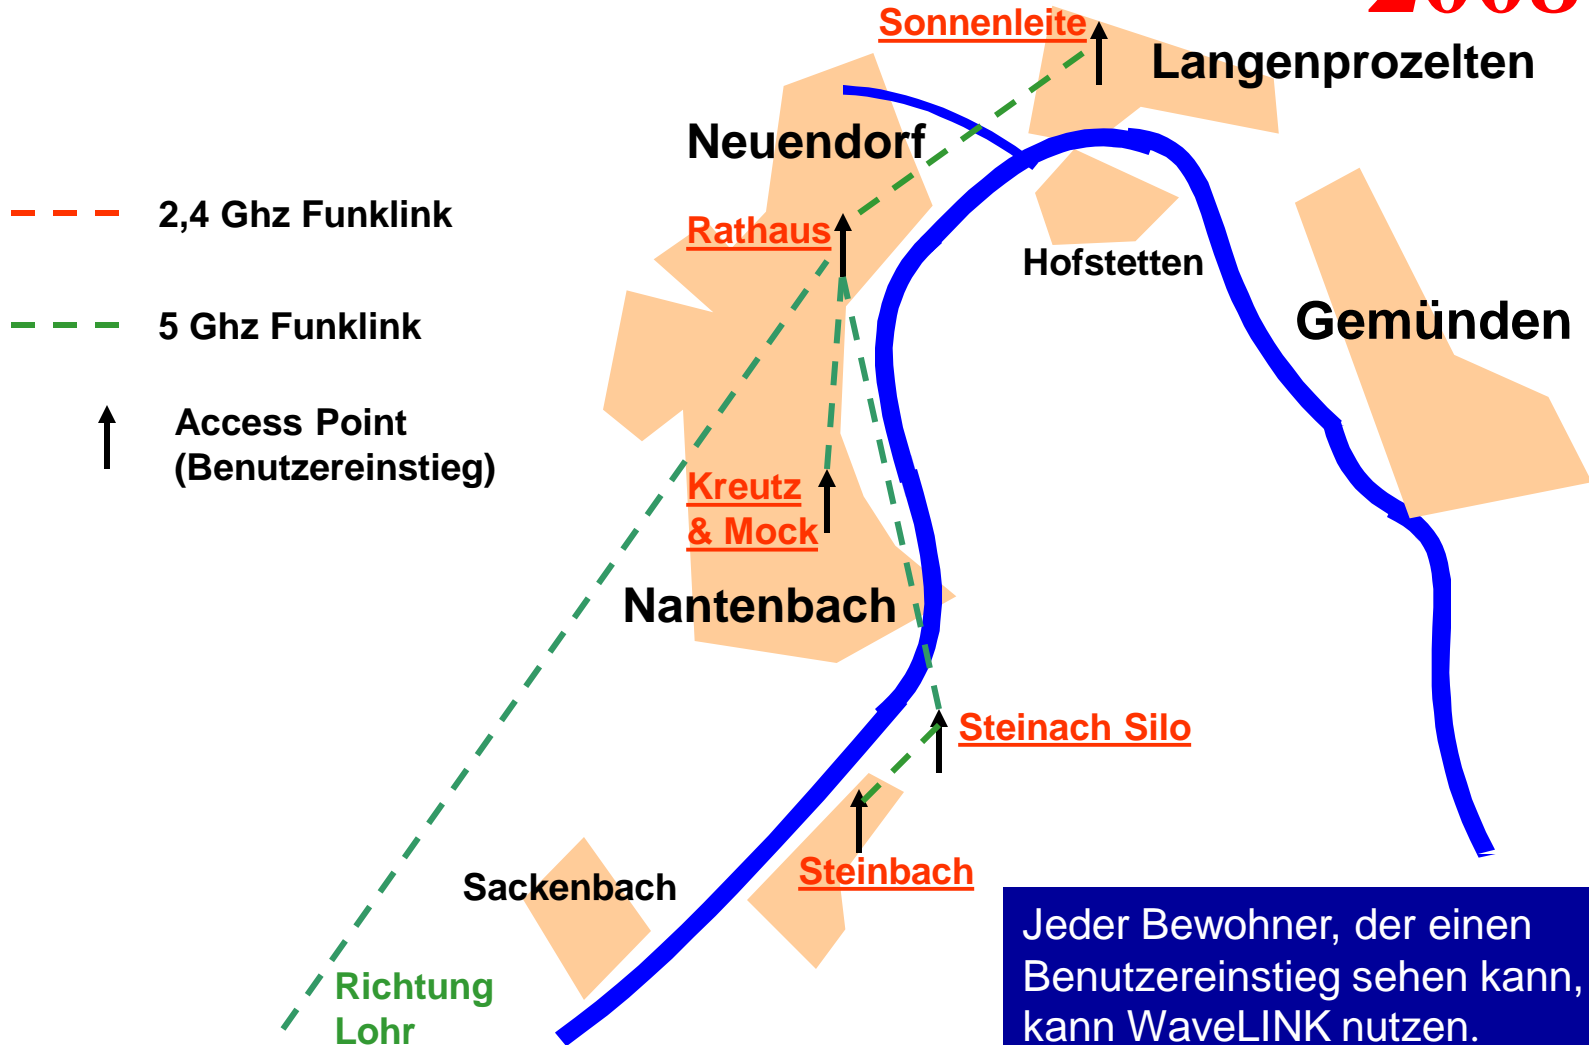 2008
Sonnenleite
Langenprozelten
Neuendorf
2,4 Ghz Funklink
Rathaus
Hofstetten
5 Ghz Funklink
Gemünden
Access Point
(Benutzereinstieg)
Kreutz
& Mock
Nantenbach
Steinach Silo
Steinbach
Sackenbach
Richtung
Lohr
Jeder Bewohner, der einen
Benutzereinstieg sehen kann,
kann WaveLINK nutzen.